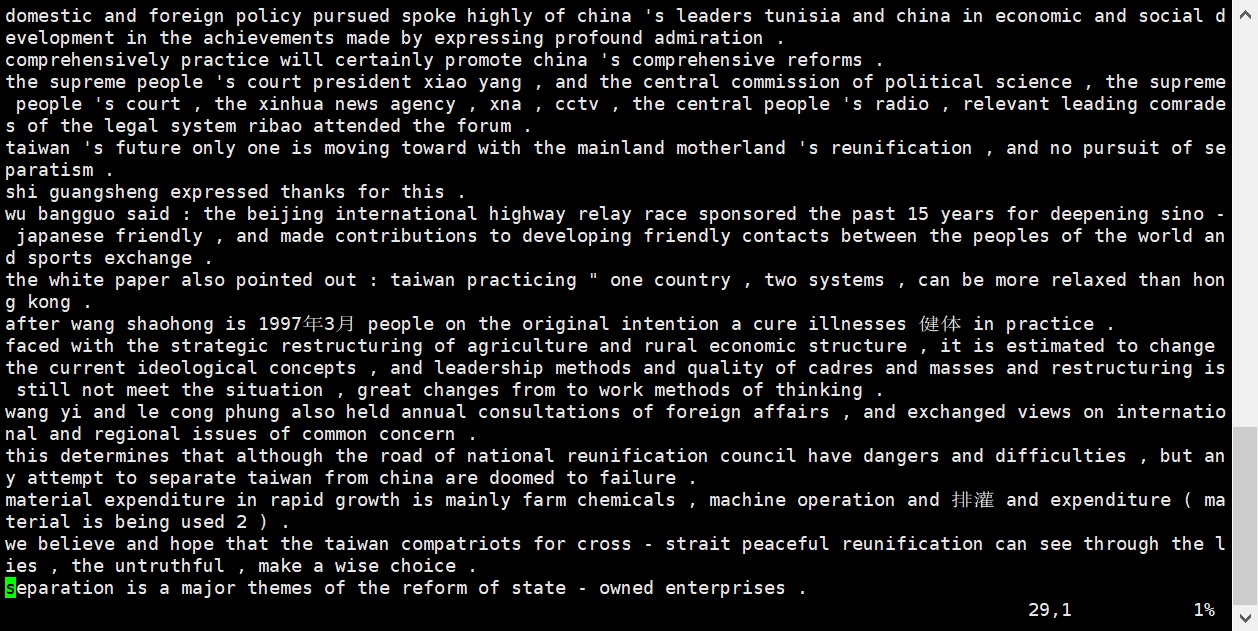 domestic and foreign policy pursued spoke highly of china 's leaders tunisia and china in economic and social d
evelopment in the achievements made by expressing profound admiration .
comprehensively practice will certainly promote china 's comprehensive reforms .
the supreme people 's court president xiao yang , and the central commission of political science , the supreme
 people 's court , the xinhua news agency , xna , cctv , the central people 's radio , relevant leading comrade
s of the legal system ribao attended the forum .
taiwan 's future only one is moving toward with the mainland motherland 's reunification , and no pursuit of se
paratism .
shi guangsheng expressed thanks for this .
wu bangguo said : the beijing international highway relay race sponsored the past 15 years for deepening sino -
 japanese friendly , and made contributions to developing friendly contacts between the peoples of the world an
d sports exchange .
the white paper also pointed out : taiwan practicing " one country , two systems , can be more relaxed than hon
g kong .
after wang shaohong is 1997年3月 people on the original intention a cure illnesses 健体 in practice .
faced with the strategic restructuring of agriculture and rural economic structure , it is estimated to change
the current ideological concepts , and leadership methods and quality of cadres and masses and restructuring is
 still not meet the situation , great changes from to work methods of thinking .
wang yi and le cong phung also held annual consultations of foreign affairs , and exchanged views on internatio
nal and regional issues of common concern .
this determines that although the road of national reunification council have dangers and difficulties , but an
y attempt to separate taiwan from china are doomed to failure .
material expenditure in rapid growth is mainly farm chemicals , machine operation and 排灌 and expenditure ( ma
terial is being used 2 ) .
we believe and hope that the taiwan compatriots for cross - strait peaceful reunification can see through the l
ies , the untruthful , make a wise choice .
separation is a major themes of the reform of state - owned enterprises .
29,1 1%